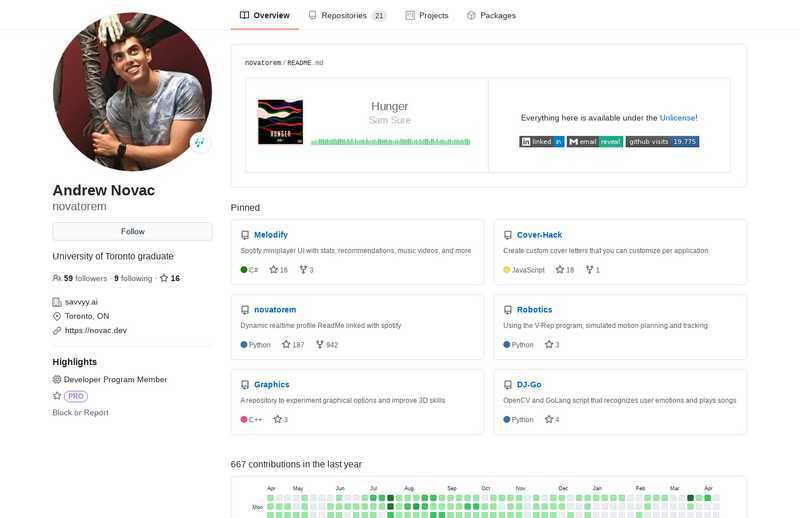 Overview
Repositories 21
Projects
Packages
novatorem / README.md
HUNGER
Hunger
Sam Sure
Everything here is available under the Unlicense!
in linked in
email reveal
github visits 19,775
Andrew Novac
novatorem
Follow
University of Toronto graduate
59 followers · 9 following · 16
savvyy.ai
Toronto, ON
https://novac.dev
Highlights
Developer Program Member
PRO
Block or Report
Pinned
Melodify
Spotify miniplayer UI with stats, recommendations, music videos, and more
C# 16 3
Cover-Hack
Create custom cover letters that you can customize per application
JavaScript 18 1
novatorem
Dynamic realtime profile ReadMe linked with spotify
Python 187 942
Robotics
Using the V-Rep program, simulated motion planning and tracking
Python 3
Graphics
A repository to experiment graphical options and improve 3D skills
C++ 3
DJ-Go
OpenCV and GoLang script that recognizes user emotions and plays songs
Python 4
667 contributions in the last year
Apr May Jun Jul Aug Sep Oct Nov Dec Jan Feb Mar Apr
Mon